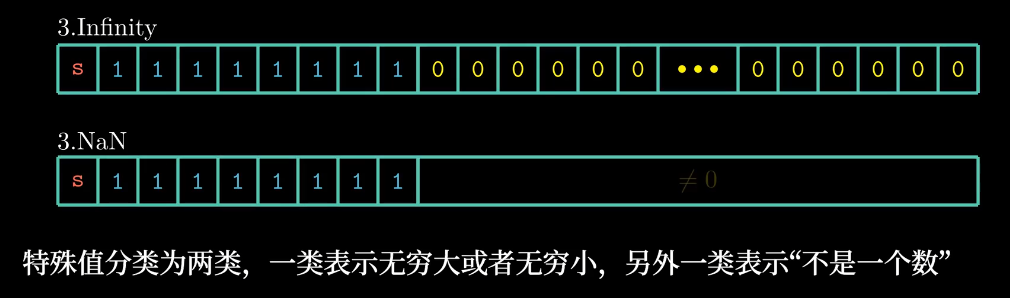 3.Infinity
s 1 1 1 1 1 1 1 1 0 0 0 0 0 0 ••• 0 0 0 0 0 0
3.NaN
s 1 1 1 1 1 1 1 1 ≠ 0
特殊值分类为两类，一类表示无穷大或者无穷小，另外一类表示“不是一个数”